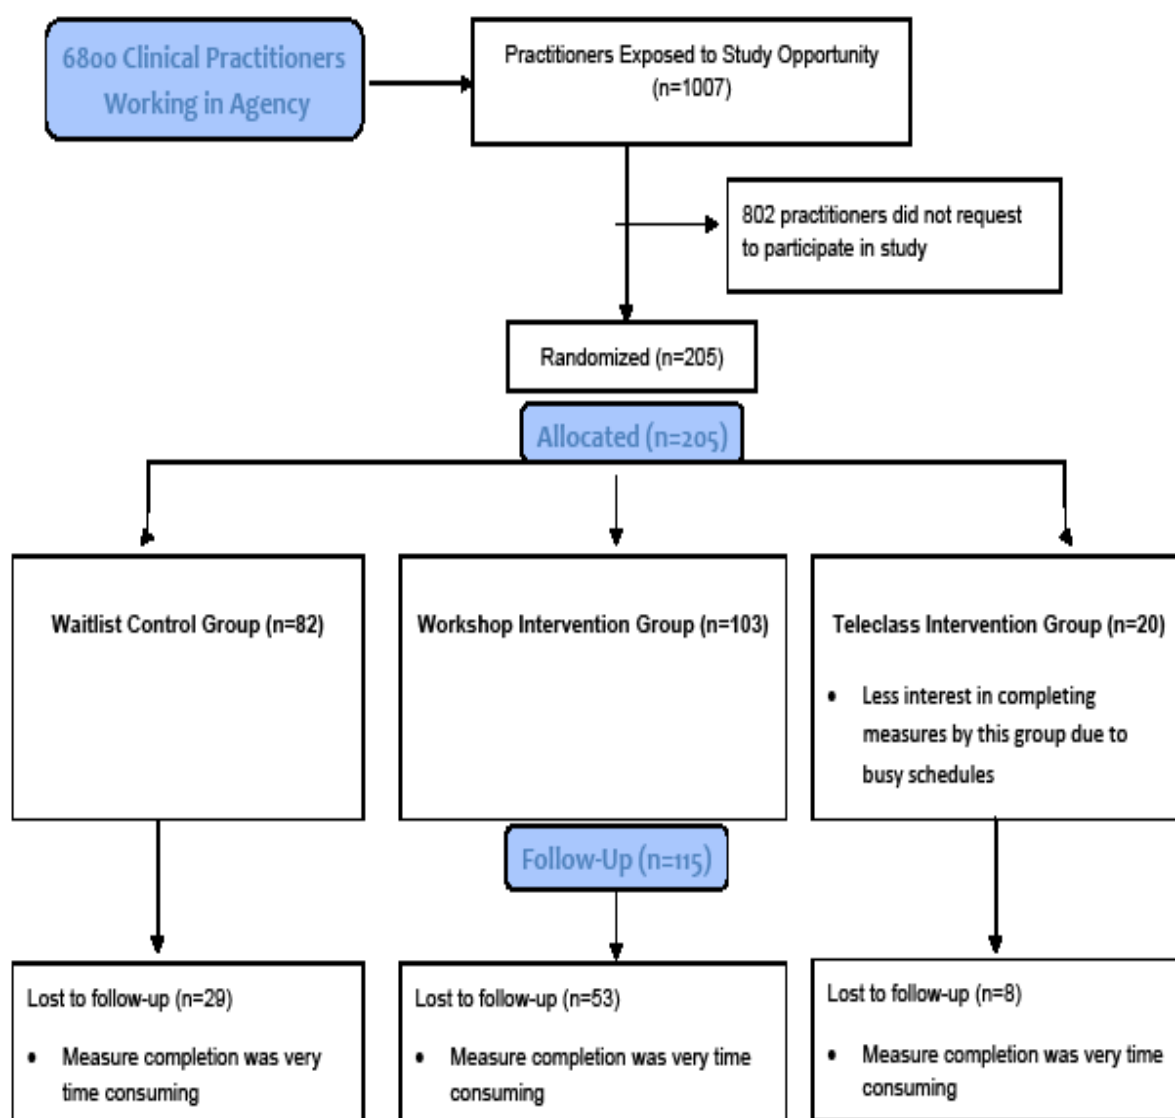 6800 Clinical Practitioners
Working in Agency
Practitioners Exposed to Study Opportunity
(n=1007)
802 practitioners did not request
to participate in study
Randomized (n=205)
Allocated (n=205)
Waitlist Control Group (n=82)
Workshop Intervention Group (n=103)
Teleclass Intervention Group (n=20)
• Less interest in completing
measures by this group due to
busy schedules
Follow-Up (n=115)
Lost to follow-up (n=29)
• Measure completion was very
time consuming
Lost to follow-up (n=53)
• Measure completion was very
time consuming
Lost to follow-up (n=8)
• Measure completion was very time
consuming